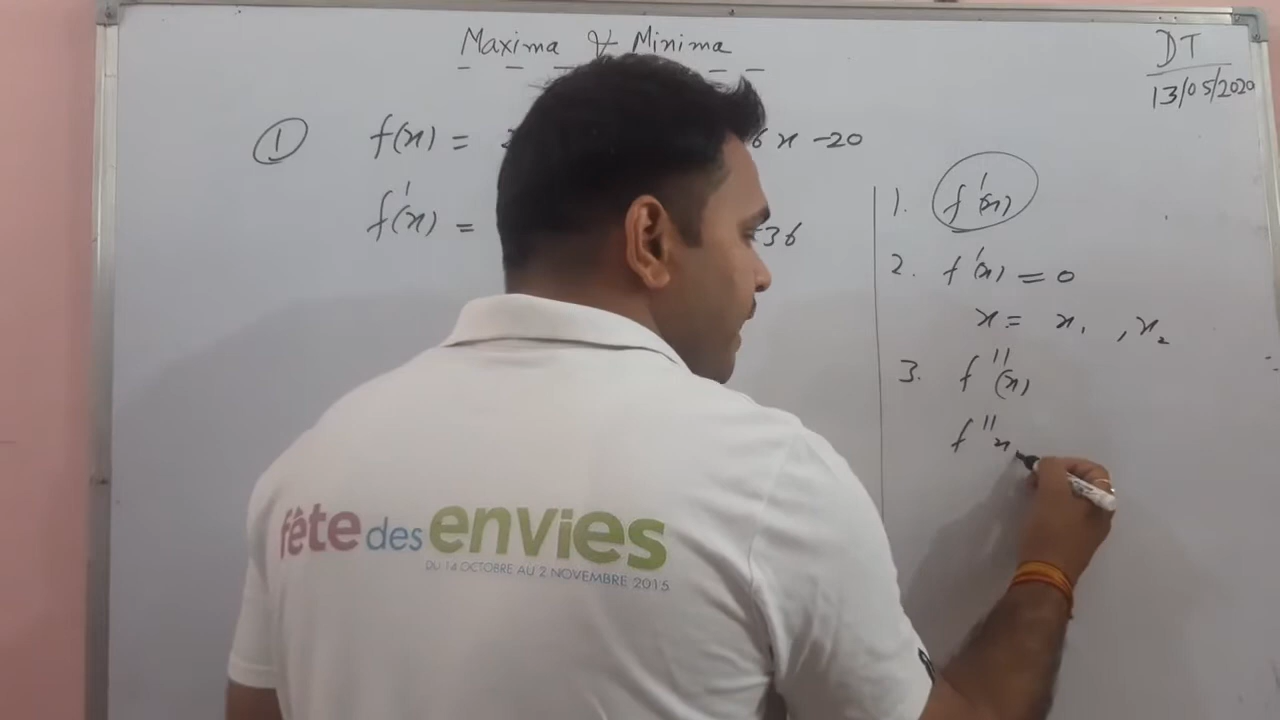 Maxima & Minima
DT
13/05/2020
① f(x) = 6x -20
f'(x) = 36
1. f'(x)
2. f'(x) = 0
x = x₁ , x₂
3. f''(x)
f''x
fête des envies
DU 14 OCTOBRE AU 2 NOVEMBRE 2015